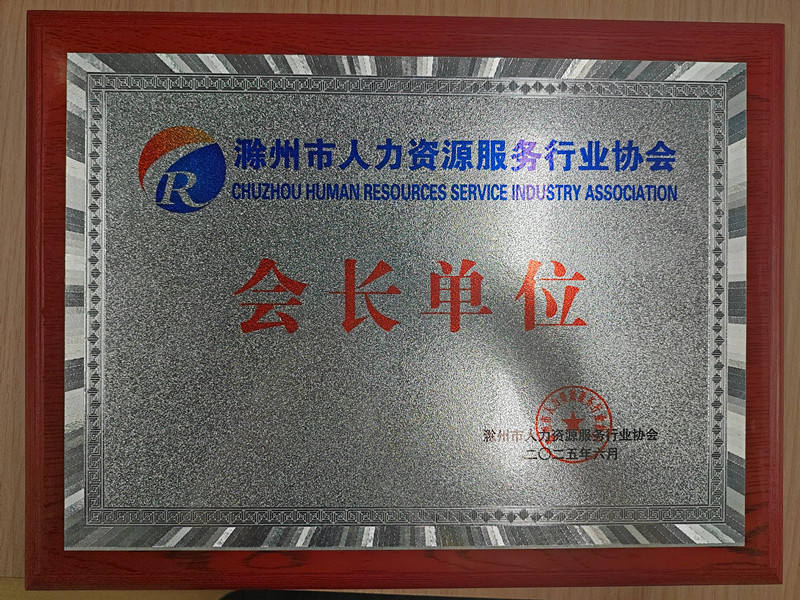 R
滁州市人力资源服务行业协会
CHUZHOU HUMAN RESOURCES SERVICE INDUSTRY ASSOCIATION
会长单位
滁州市人力资源服务行业协会
二〇二五年六月